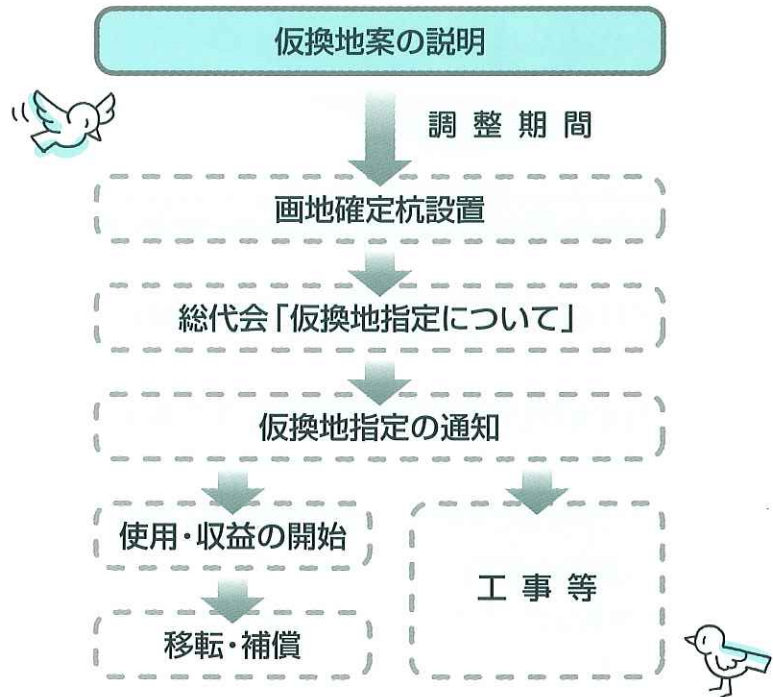 仮換地案の説明
調整期間
画地確定杭設置
総代会「仮換地指定について」
仮換地指定の通知
使用・収益の開始
工事等
移転・補償